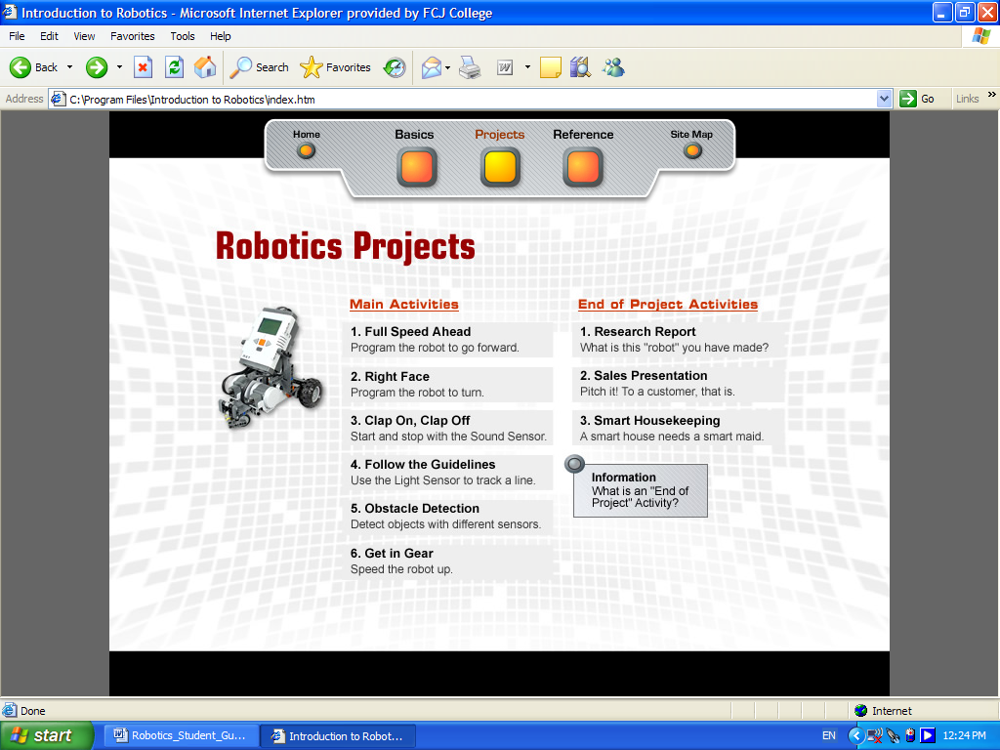 Introduction to Robotics - Microsoft Internet Explorer provided by FCJ College
File Edit View Favorites Tools Help
Back Search Favorites
Address C:\Program Files\Introduction to Robotics\index.htm Go Links »
Home Basics Projects Reference Site Map
Robotics Projects
Main Activities
1. Full Speed Ahead
Program the robot to go forward.
2. Right Face
Program the robot to turn.
3. Clap On, Clap Off
Start and stop with the Sound Sensor.
4. Follow the Guidelines
Use the Light Sensor to track a line.
5. Obstacle Detection
Detect objects with different sensors.
6. Get in Gear
Speed the robot up.
End of Project Activities
1. Research Report
What is this "robot" you have made?
2. Sales Presentation
Pitch it! To a customer, that is.
3. Smart Housekeeping
A smart house needs a smart maid.
Information
What is an "End of
Project" Activity?
Done Internet
start Robotics_Student_Gu... Introduction to Robot... EN 12:24 PM